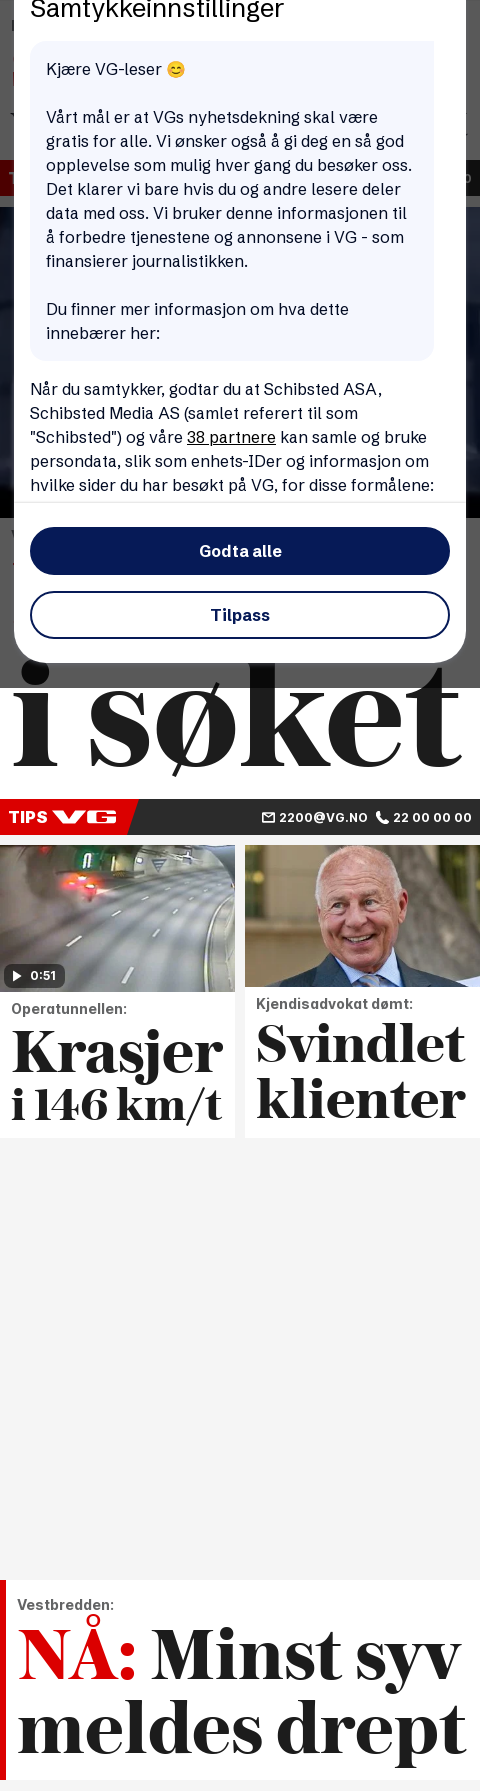 Samtykkeinnstillinger
Kjære VG-leser 😊
Vårt mål er at VGs nyhetsdekning skal være
gratis for alle. Vi ønsker også å gi deg en så god
opplevelse som mulig hver gang du besøker oss.
Det klarer vi bare hvis du og andre lesere deler
data med oss. Vi bruker denne informasjonen til
å forbedre tjenestene og annonsene i VG - som
finansierer journalistikken.
Du finner mer informasjon om hva dette
innebærer her:
Når du samtykker, godtar du at Schibsted ASA,
Schibsted Media AS (samlet referert til som
"Schibsted") og våre 38 partnere kan samle og bruke
persondata, slik som enhets-IDer og informasjon om
hvilke sider du har besøkt på VG, for disse formålene:
Godta alle
Tilpass
i søket
TIPS VG 2200@VG.NO 22 00 00 00
0:51
Operatunnellen:
Krasjer
i 146 km/t
Kjendisadvokat dømt:
Svindlet
klienter
Vestbredden:
NÅ: Minst syv
meldes drept